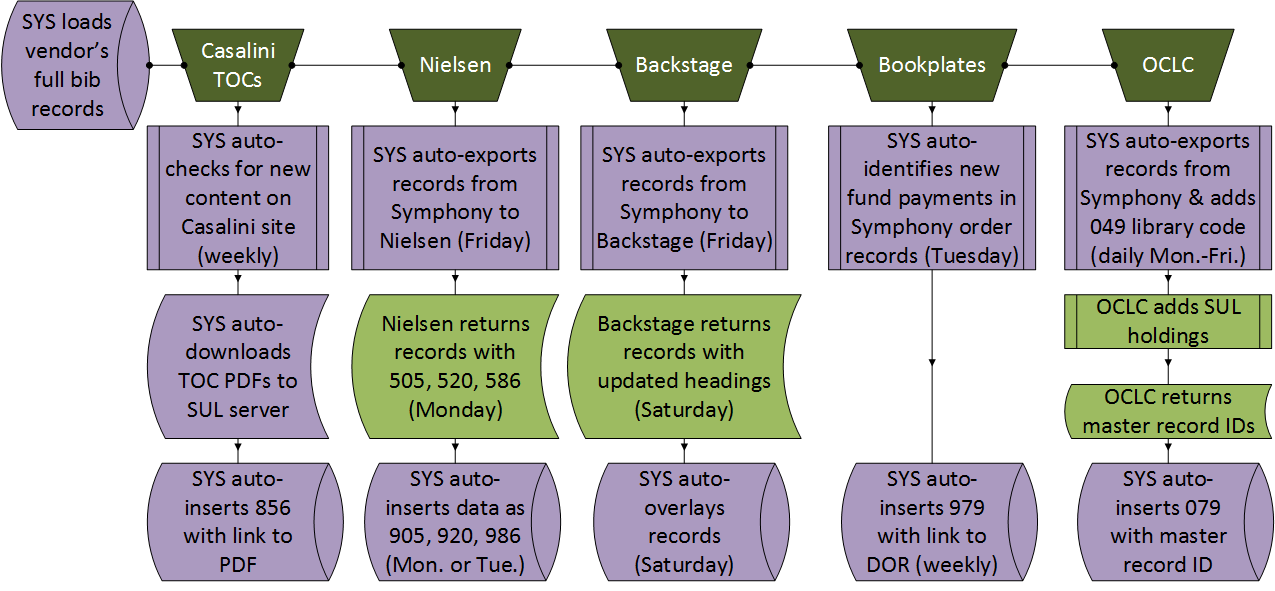 SYS loads
vendor's
full bib
records
Casalini
TOCs
Nielsen
Backstage
Bookplates
OCLC
SYS auto-
checks for new
content on
Casalini site
(weekly)
SYS auto-exports
records from
Symphony to
Nielsen (Friday)
SYS auto-exports
records from
Symphony to
Backstage (Friday)
SYS auto-
identifies new
fund payments in
Symphony order
records (Tuesday)
SYS auto-exports
records from
Symphony & adds
049 library code
(daily Mon.-Fri.)
SYS auto-
downloads
TOC PDFs to
SUL server
Nielsen returns
records with
505, 520, 586
(Monday)
Backstage returns
records with
updated headings
(Saturday)
OCLC adds SUL
holdings
OCLC returns
master record IDs
SYS auto-
inserts 856
with link to
PDF
SYS auto-
inserts data as
905, 920, 986
(Mon. or Tue.)
SYS auto-
overlays
records
(Saturday)
SYS auto-
inserts 979
with link to
DOR (weekly)
SYS auto-
inserts 079
with master
record ID